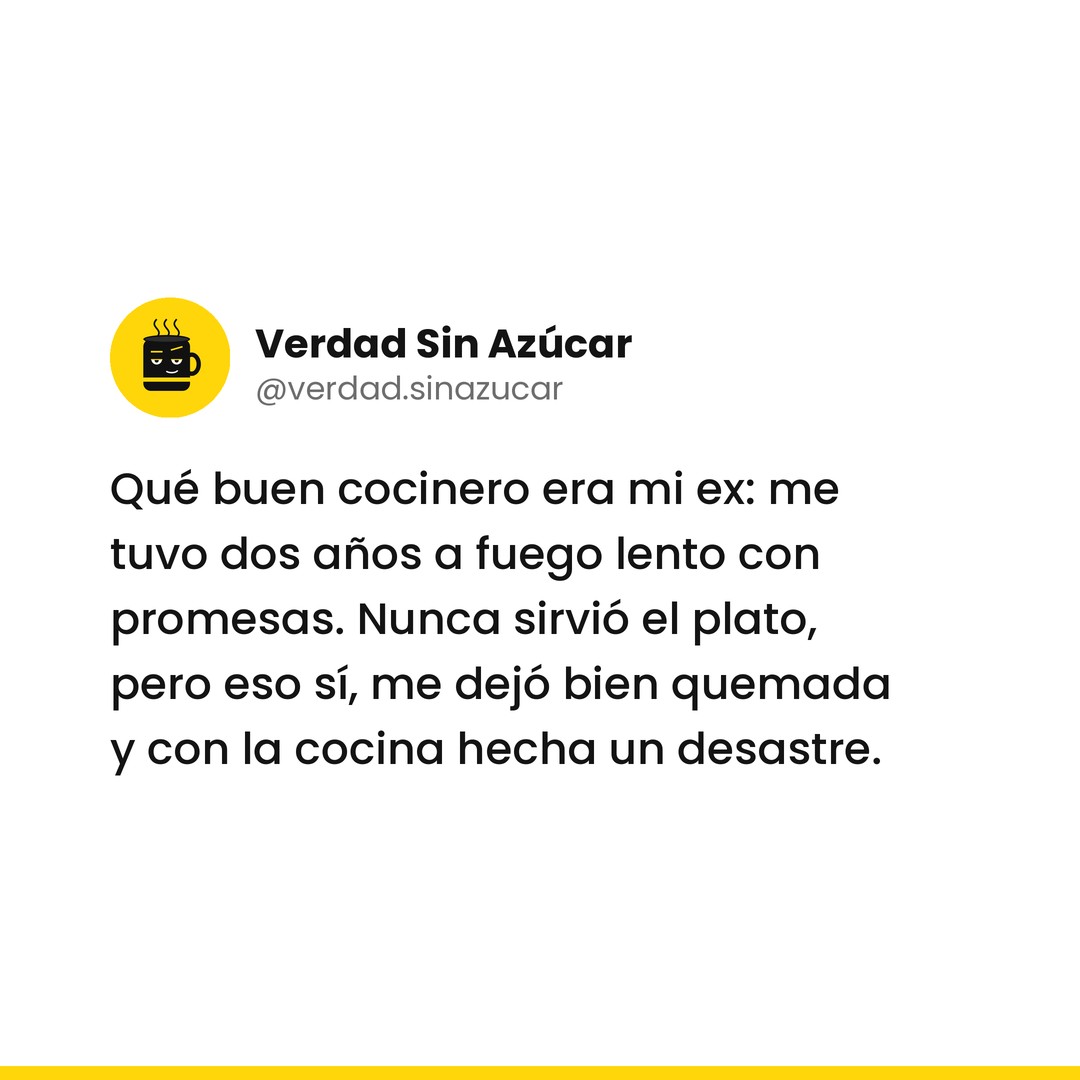 Verdad Sin Azúcar
@verdad.sinazucar
Qué buen cocinero era mi ex: me
tuvo dos años a fuego lento con
promesas. Nunca sirvió el plato,
pero eso sí, me dejó bien quemada
y con la cocina hecha un desastre.